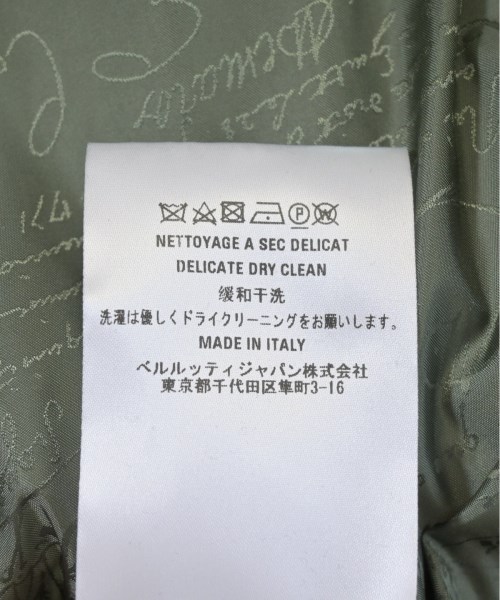 NETTOYAGE A SEC DELICAT
DELICATE DRY CLEAN
缓和干洗
洗濯は優しくドライクリーニングをお願いします。
MADE IN ITALY
ベルルッティジャパン株式会社
東京都千代田区隼町3-16